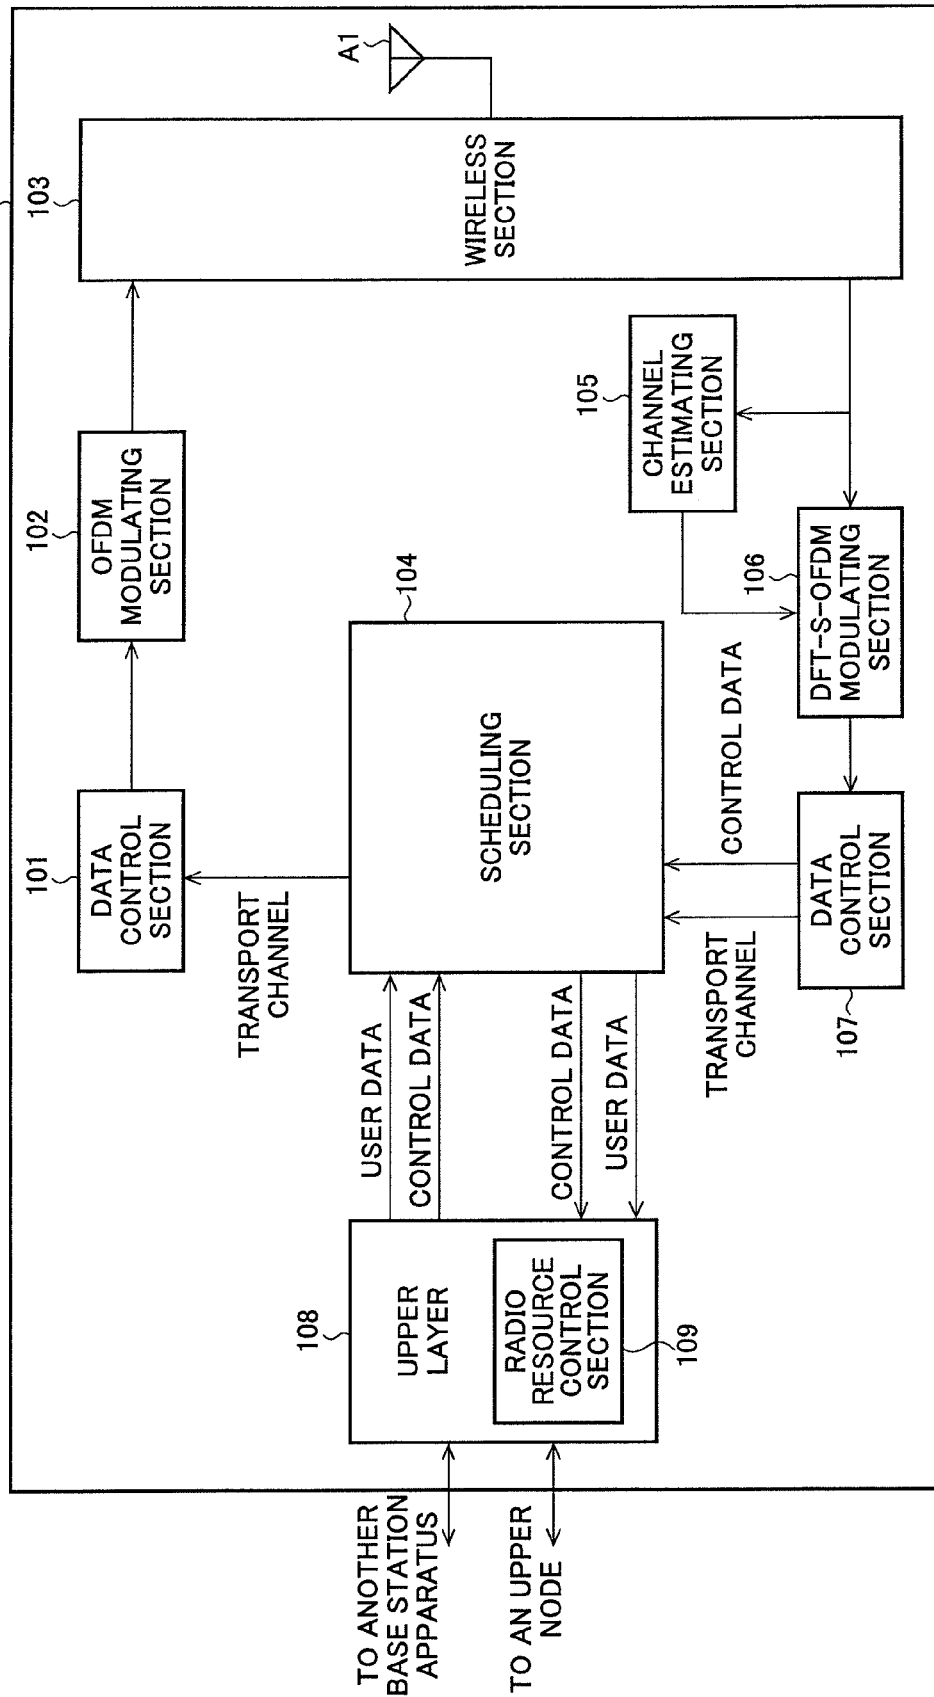 103
A1
WIRELESS
SECTION
102
OFDM
MODULATING
SECTION
105
CHANNEL
ESTIMATING
SECTION
106
DFT-S-OFDM
MODULATING
SECTION
104
SCHEDULING
SECTION
101
DATA
CONTROL
SECTION
TRANSPORT
CHANNEL
CONTROL DATA
TRANSPORT
CHANNEL
DATA
CONTROL
SECTION
107
USER DATA
CONTROL DATA
CONTROL DATA
USER DATA
108
UPPER
LAYER
RADIO
RESOURCE
CONTROL
SECTION
109
TO ANOTHER
BASE STATION
APPARATUS
TO AN UPPER
NODE